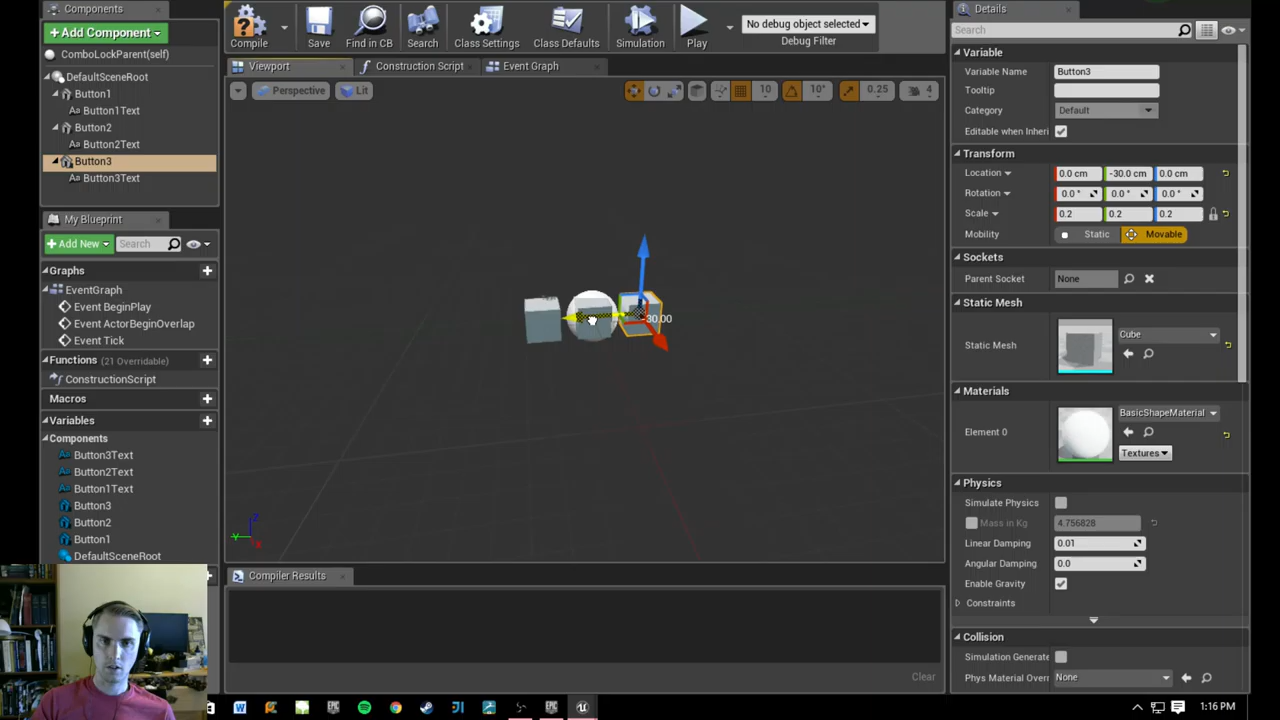 Components
Add Component
ComboLockParent(self)
DefaultSceneRoot
Button1
Button1Text
Button2
Button2Text
Button3
Button3Text
My Blueprint
Add New
Search
Graphs
EventGraph
Event BeginPlay
Event ActorBeginOverlap
Event Tick
Functions (21 Overridable)
ConstructionScript
Macros
Variables
Components
Button3Text
Button2Text
Button1Text
Button3
Button2
Button1
DefaultSceneRoot
Compile
Save
Find in CB
Search
Class Settings
Class Defaults
Simulation
Play
No debug object selected
Debug Filter
Viewport
Construction Script
Event Graph
Perspective
Lit
10
10°
0.25
4
-30.00
Compiler Results
Clear
Details
Search
Variable
Variable Name Button3
Tooltip
Category Default
Editable when Inheri
Transform
Location 0.0 cm -30.0 cm 0.0 cm
Rotation 0.0 ° 0.0 ° 0.0 °
Scale 0.2 0.2 0.2
Mobility Static Movable
Sockets
Parent Socket None
Static Mesh
Static Mesh Cube
Materials
Element 0 BasicShapeMaterial
Textures
Physics
Simulate Physics
Mass in Kg 4.756828
Linear Damping 0.01
Angular Damping 0.0
Enable Gravity
Constraints
Collision
Simulation Generate
Phys Material Over None
1:16 PM